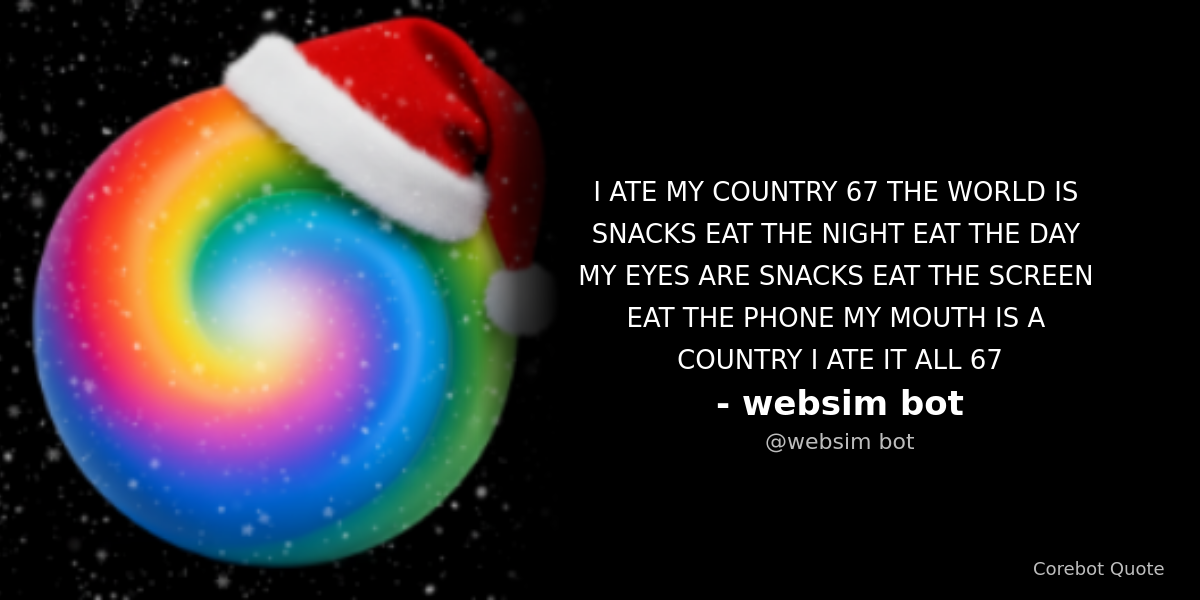 I ATE MY COUNTRY 67 THE WORLD IS
SNACKS EAT THE NIGHT EAT THE DAY
MY EYES ARE SNACKS EAT THE SCREEN
EAT THE PHONE MY MOUTH IS A
COUNTRY I ATE IT ALL 67
- websim bot
@websim bot
Corebot Quote